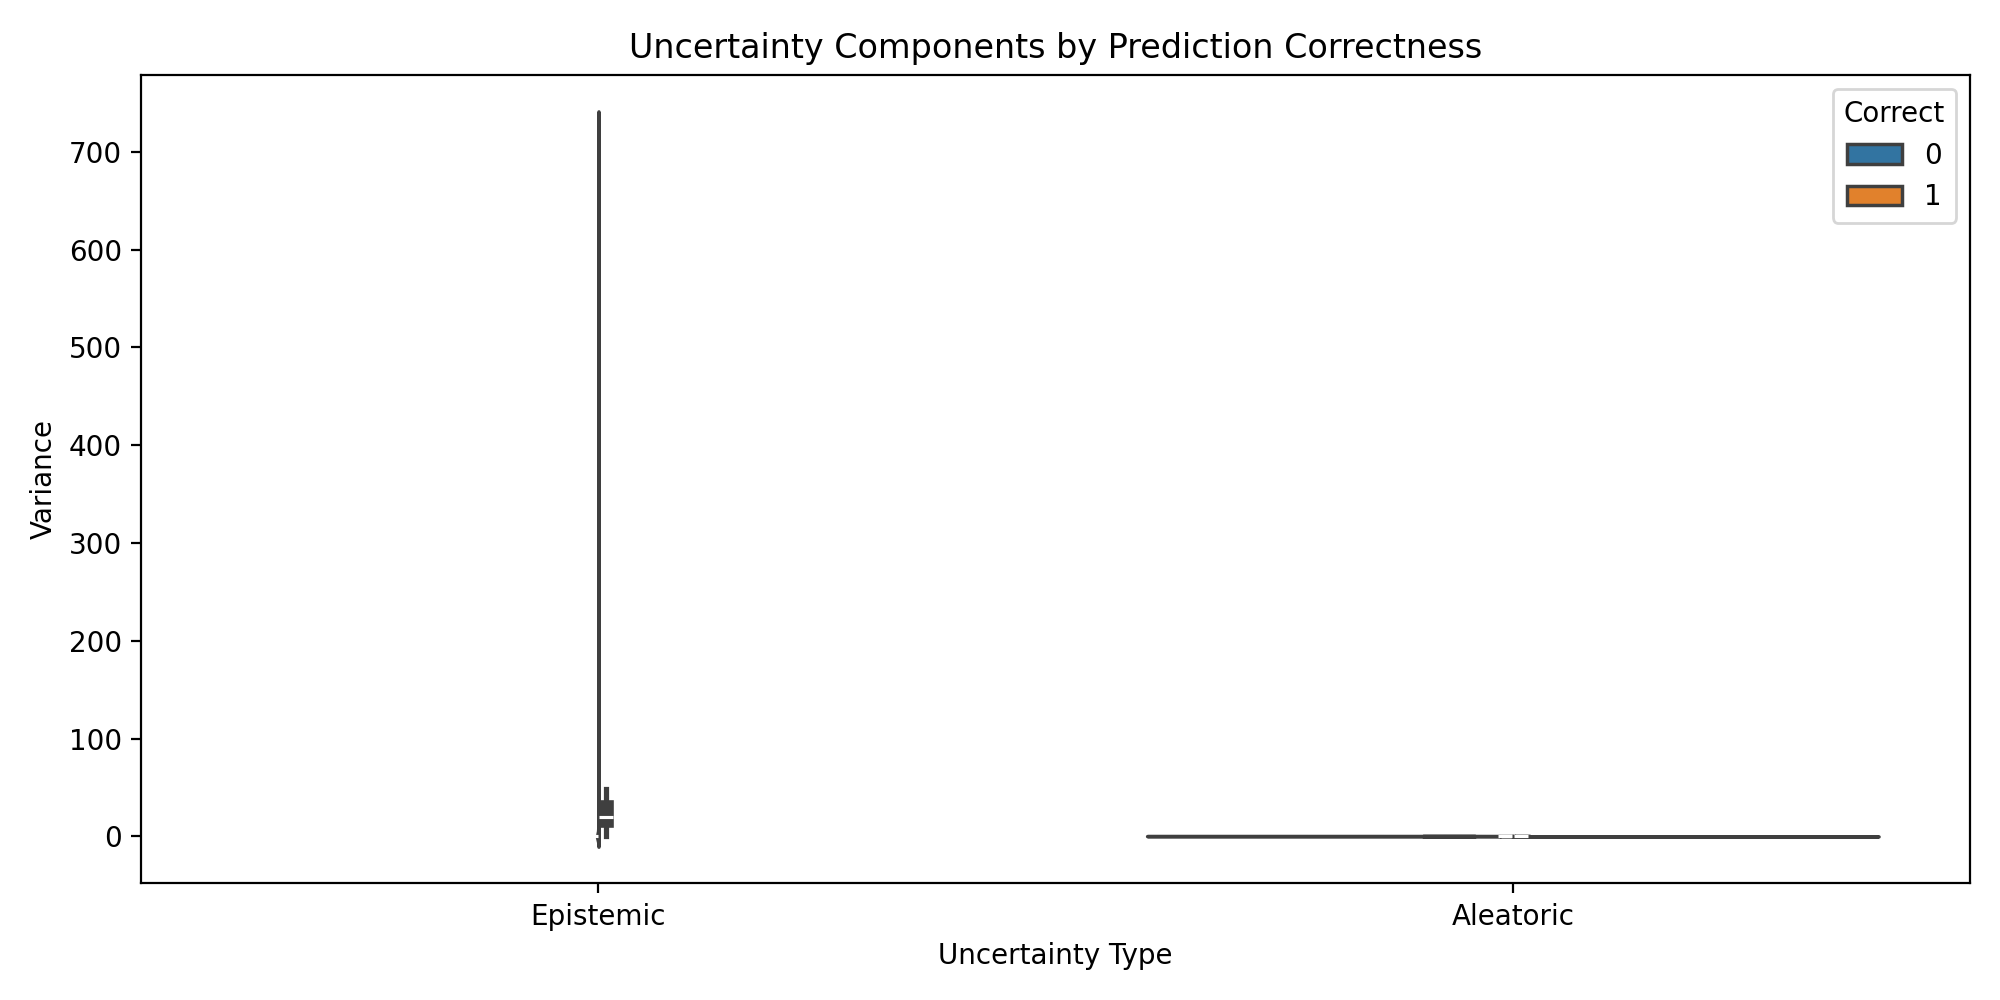 Uncertainty Components by Prediction Correctness
Correct
0
1
700
600
500
400
300
200
100
0
Variance
Epistemic
Aleatoric
Uncertainty Type